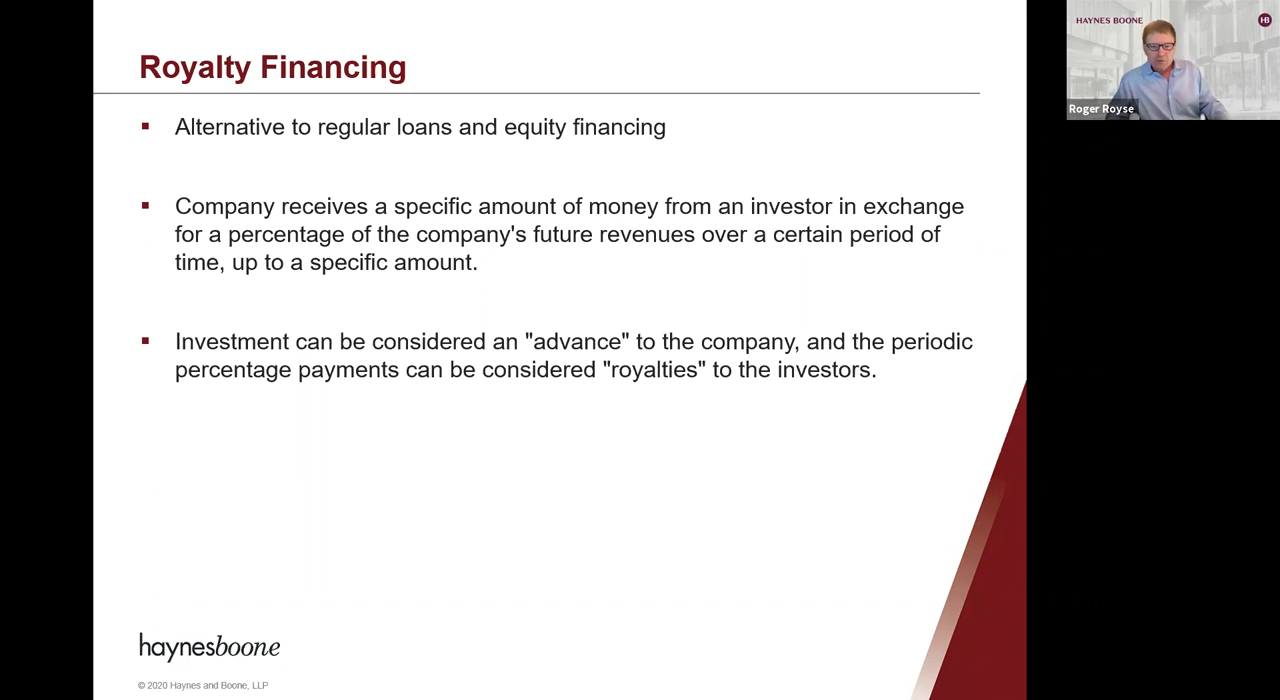 Royalty Financing
Alternative to regular loans and equity financing
Company receives a specific amount of money from an investor in exchange
for a percentage of the company's future revenues over a certain period of
time, up to a specific amount.
Investment can be considered an "advance" to the company, and the periodic
percentage payments can be considered "royalties" to the investors.
haynesboone
© 2020 Haynes and Boone, LLP
HAYNES BOONE
HB
Roger Royse